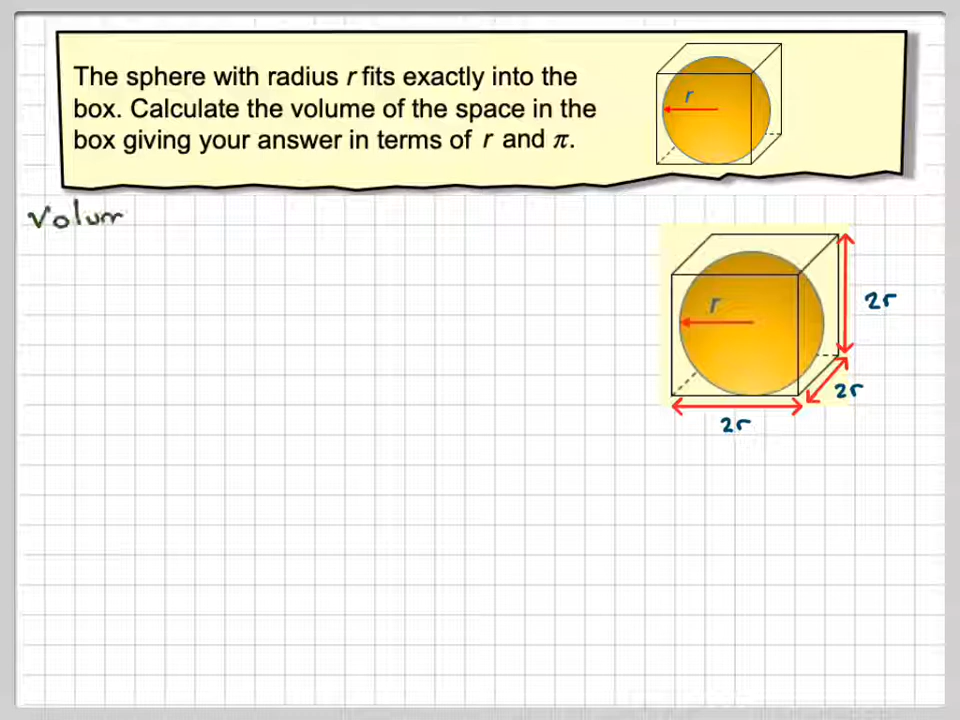 The sphere with radius r fits exactly into the
box. Calculate the volume of the space in the
box giving your answer in terms of r and π.
r
Volum
r
2r
2r
2r